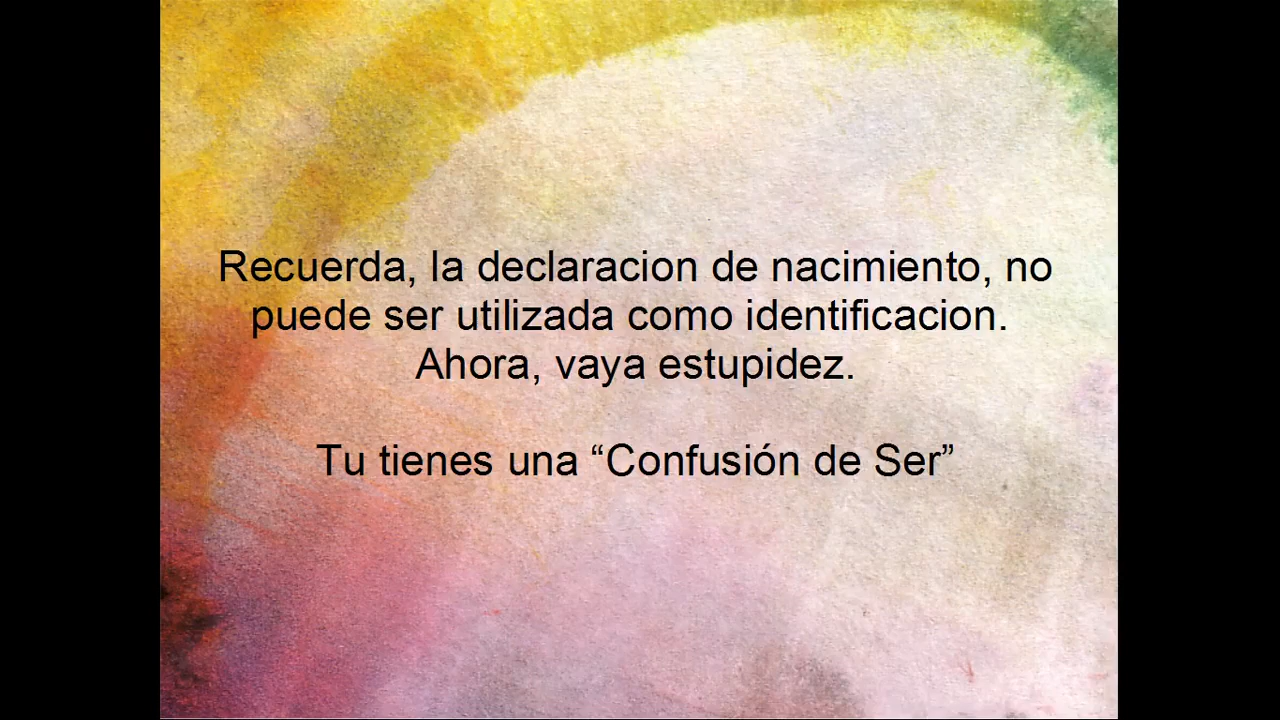 Recuerda, la declaracion de nacimiento, no
puede ser utilizada como identificacion.
Ahora, vaya estupidez.
Tu tienes una “Confusión de Ser”